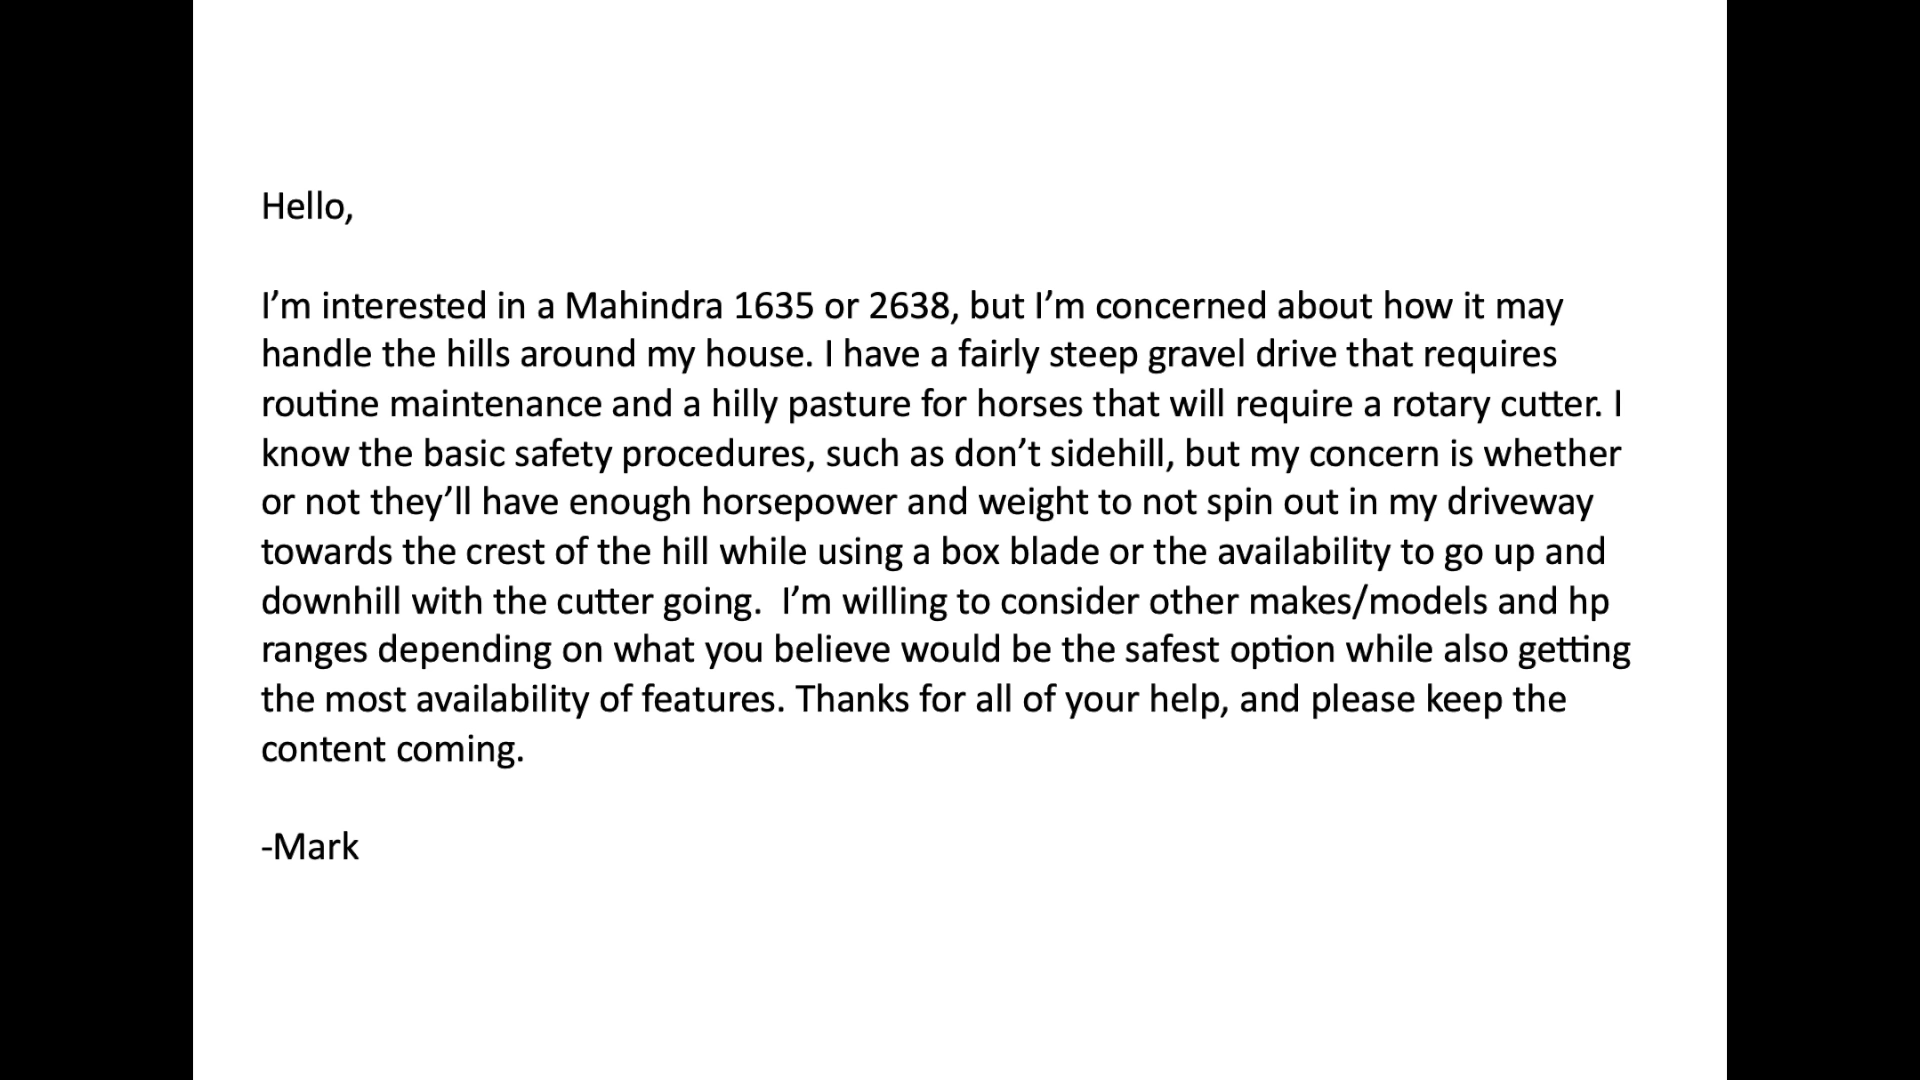 Hello,
I’m interested in a Mahindra 1635 or 2638, but I’m concerned about how it may
handle the hills around my house. I have a fairly steep gravel drive that requires
routine maintenance and a hilly pasture for horses that will require a rotary cutter. I
know the basic safety procedures, such as don’t sidehill, but my concern is whether
or not they’ll have enough horsepower and weight to not spin out in my driveway
towards the crest of the hill while using a box blade or the availability to go up and
downhill with the cutter going.  I’m willing to consider other makes/models and hp
ranges depending on what you believe would be the safest option while also getting
the most availability of features. Thanks for all of your help, and please keep the
content coming.
-Mark